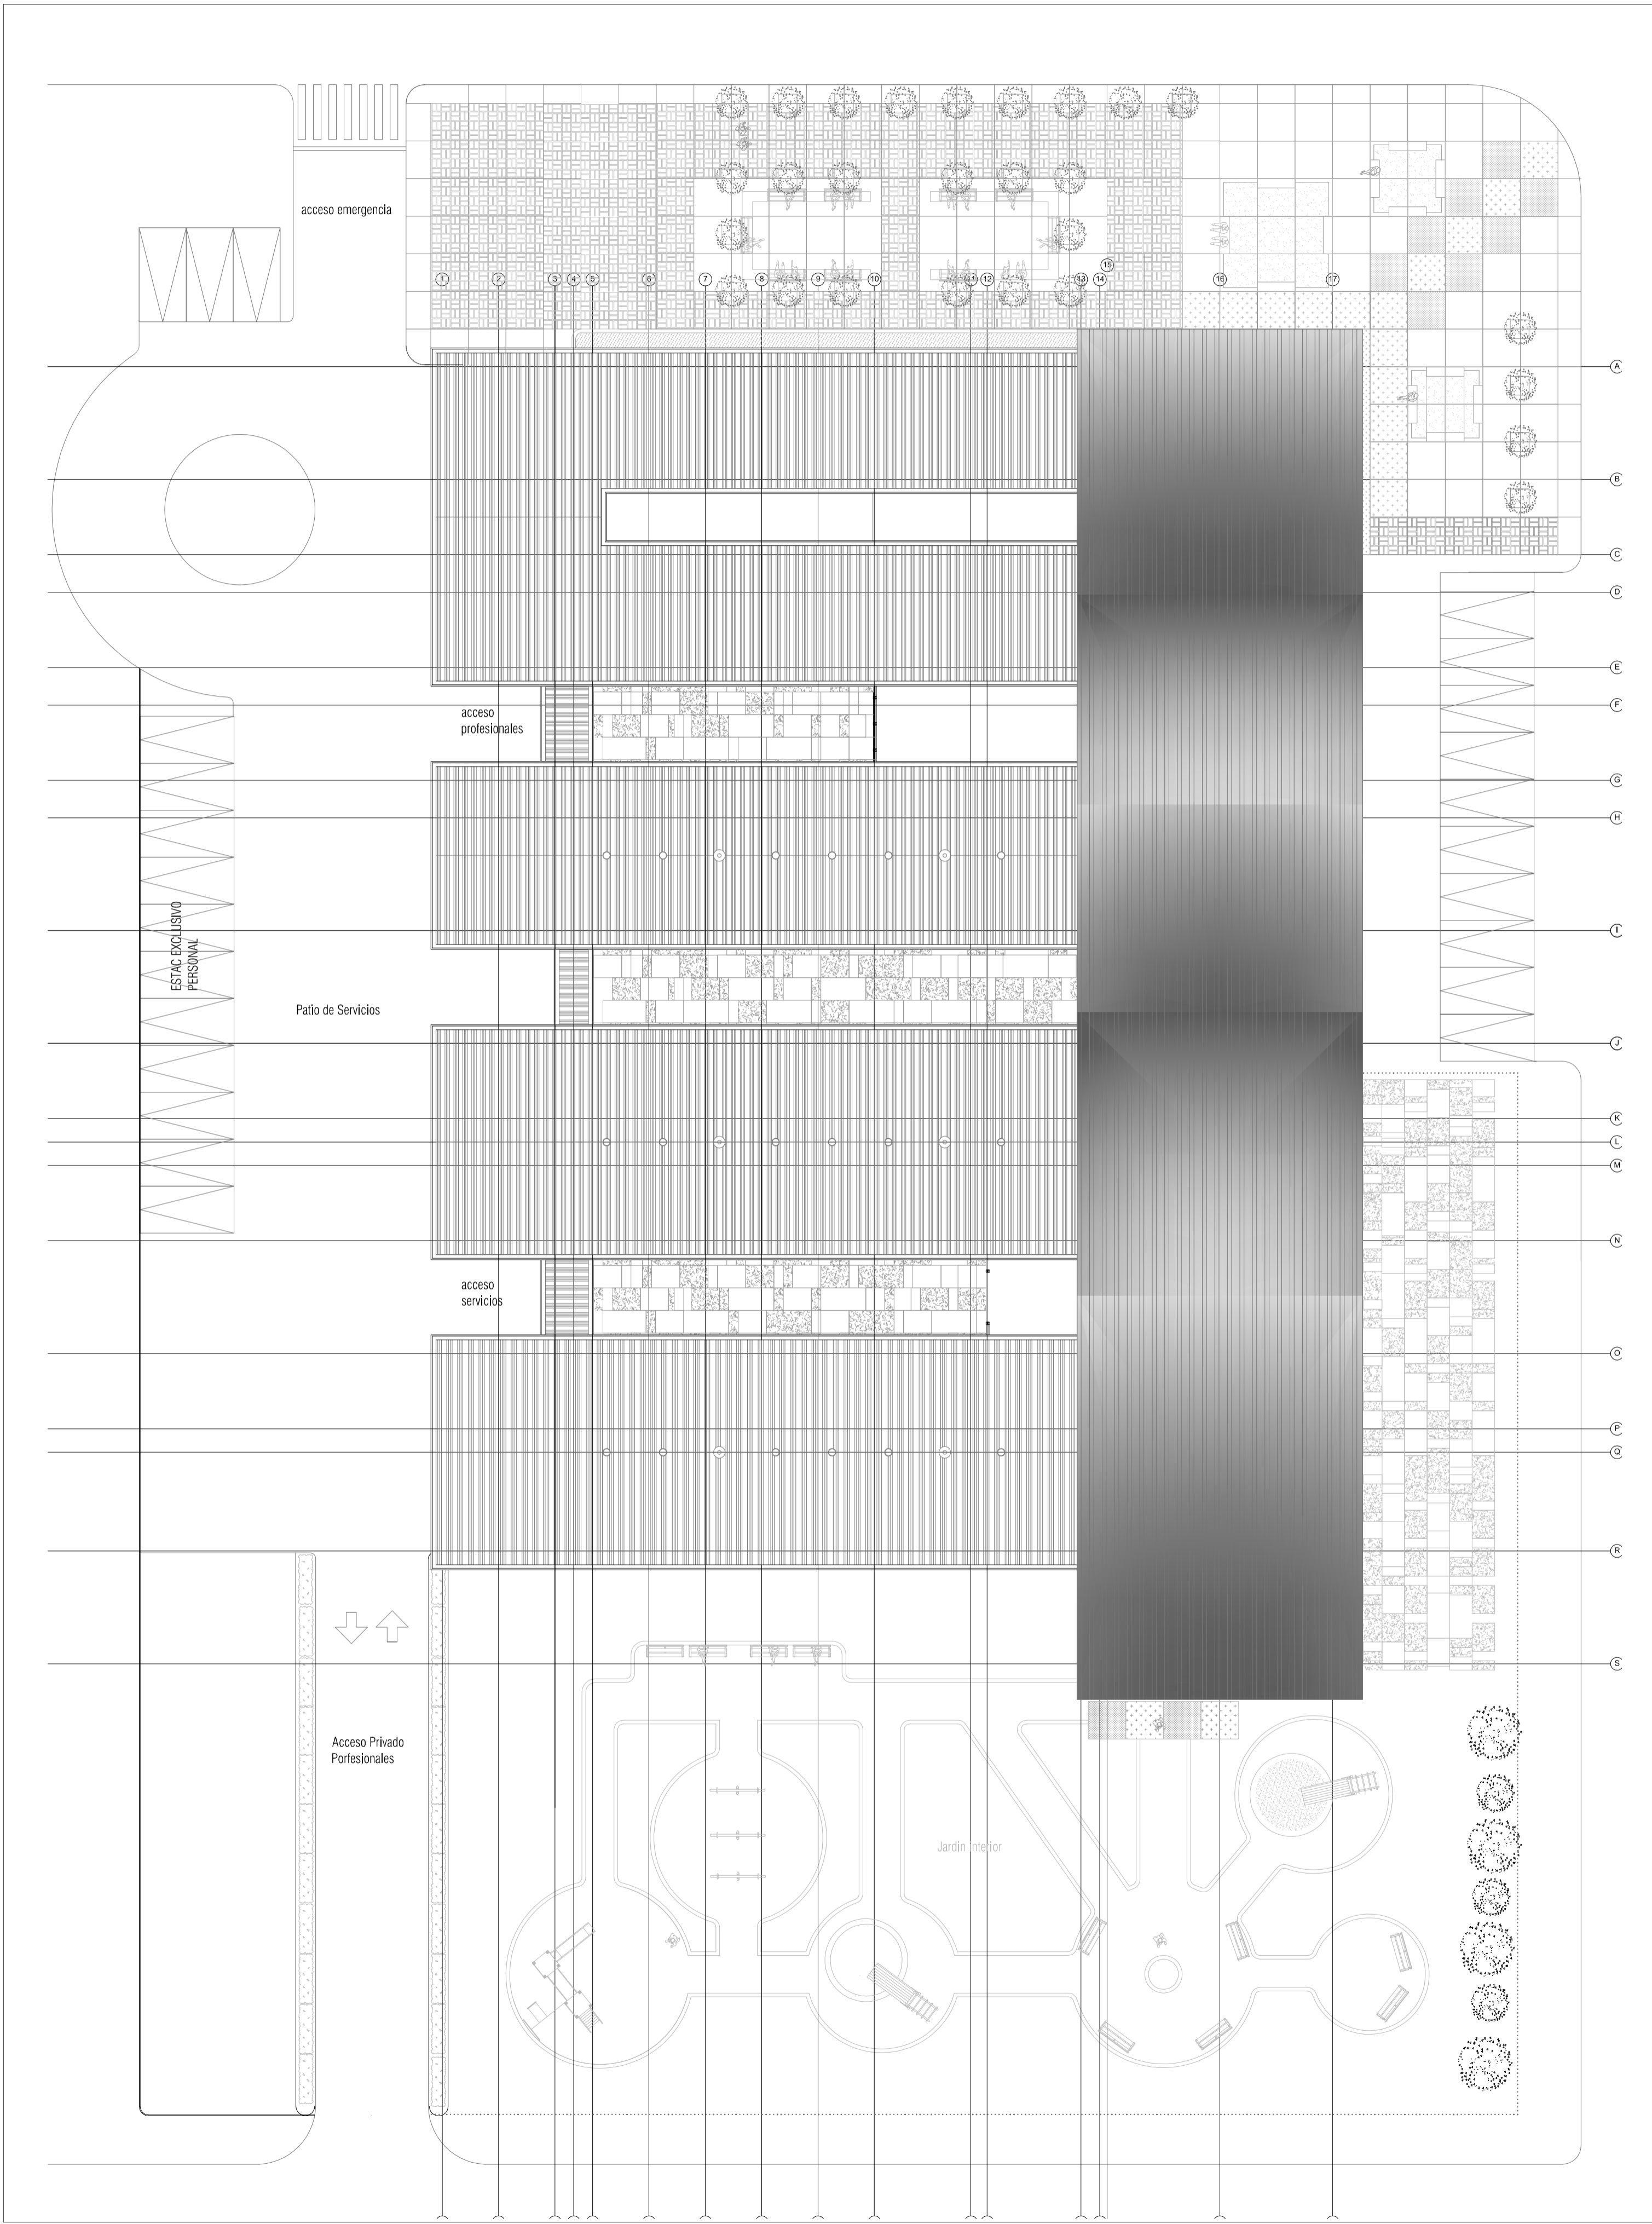 acceso emergencia
1
2
3
4
5
6
7
8
9
10
11
12
13
14
15
16
17
A
B
C
D
E
F
acceso
profesionales
G
H
ESTAC EXCLUSIVO
PERSONAL
I
Patio de Servicios
J
K
L
M
N
acceso
servicios
O
P
Q
R
S
Acceso Privado
Porfesionales
Jardin Interior